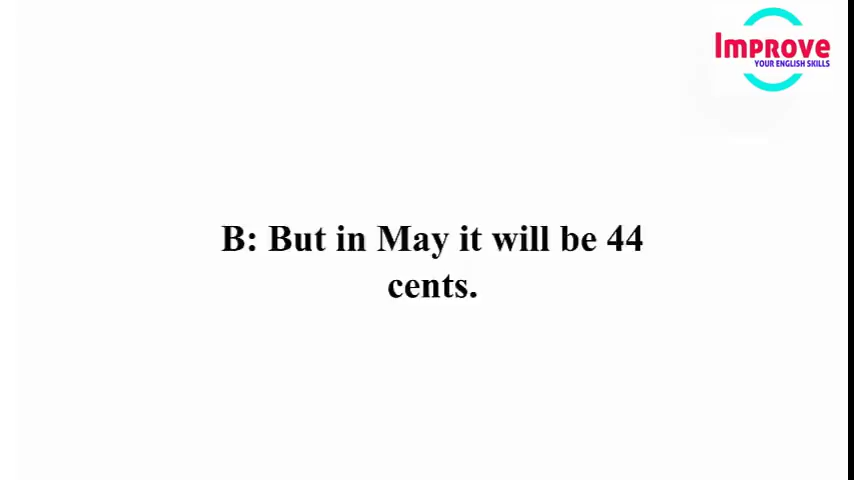 Improve
YOUR ENGLISH SKILLS
B: But in May it will be 44
cents.